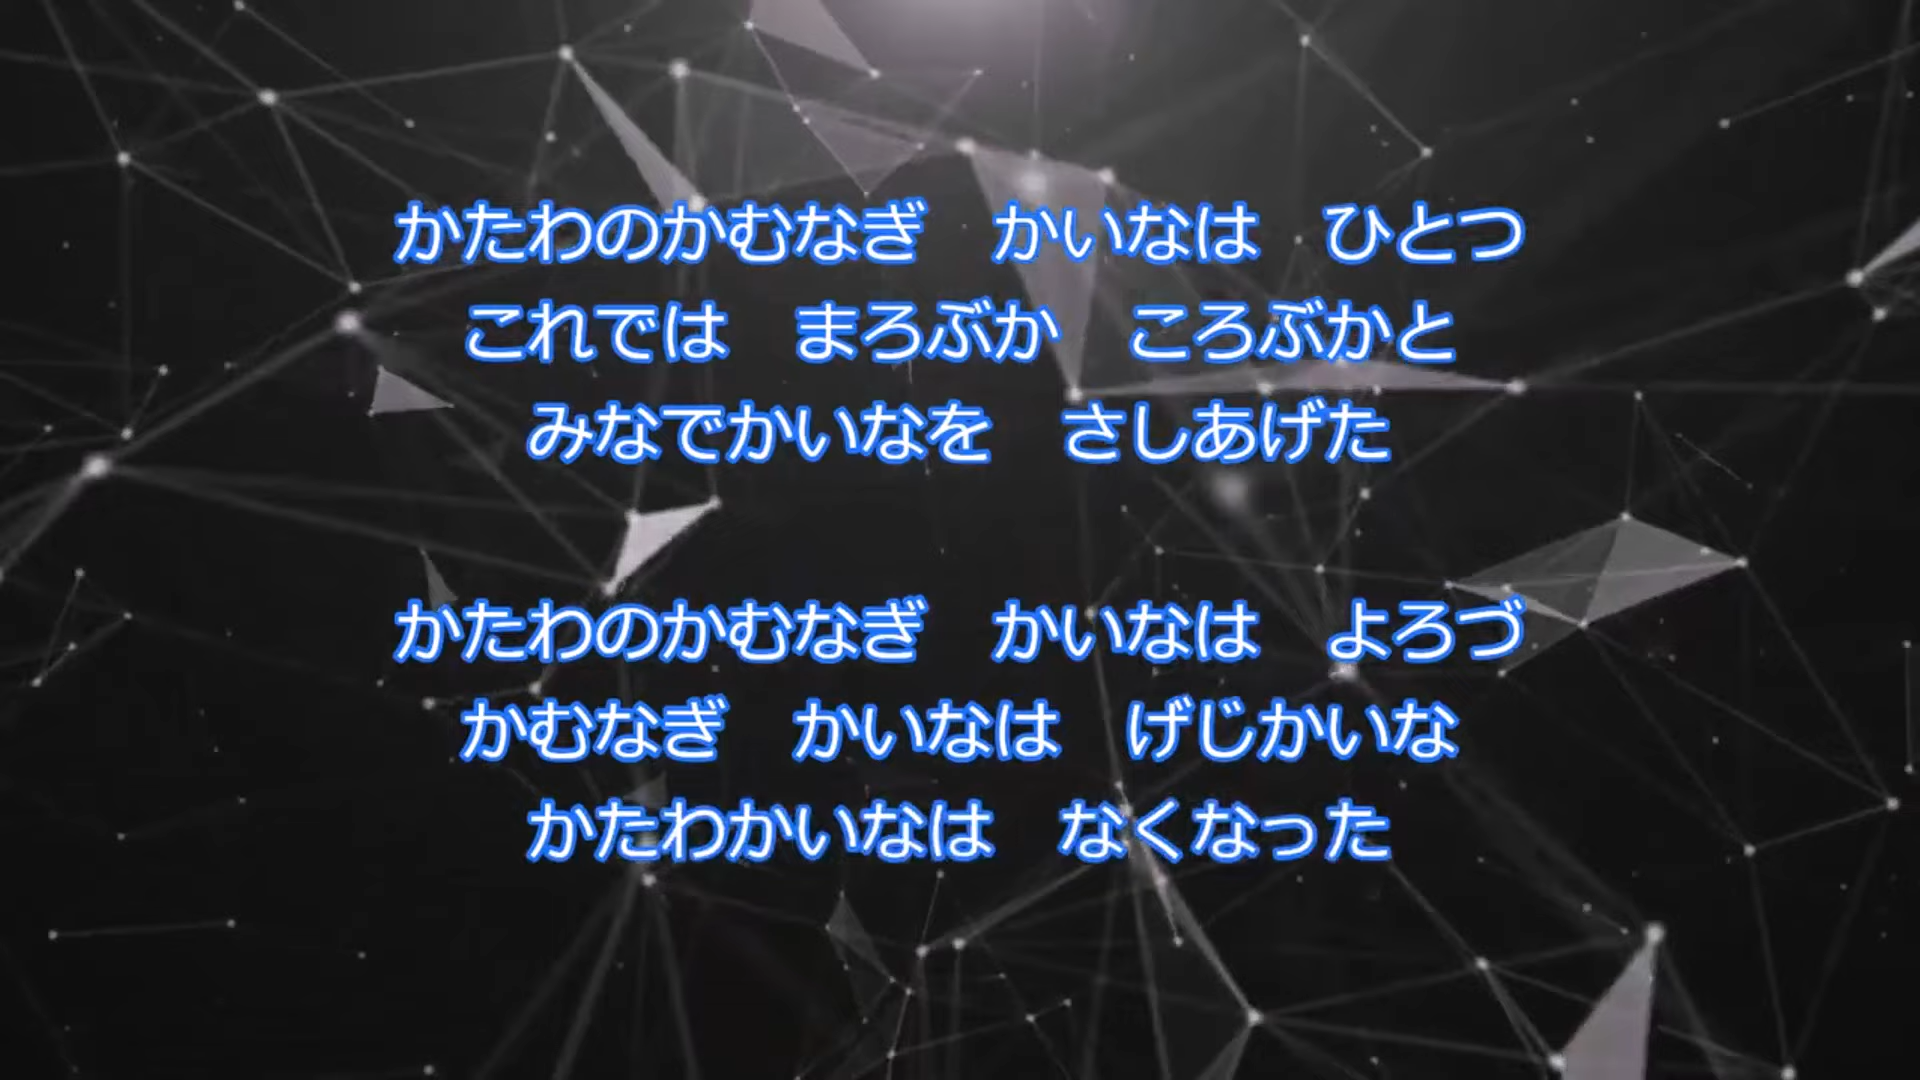 かたわのかむなぎ　かいなは　ひとつ
これでは　まろぶか　ころぶかと
みなでかいなを　さしあげた
かたわのかむなぎ　かいなは　よろづ
かむなぎ　かいなは　げじかいな
かたわかいなは　なくなった